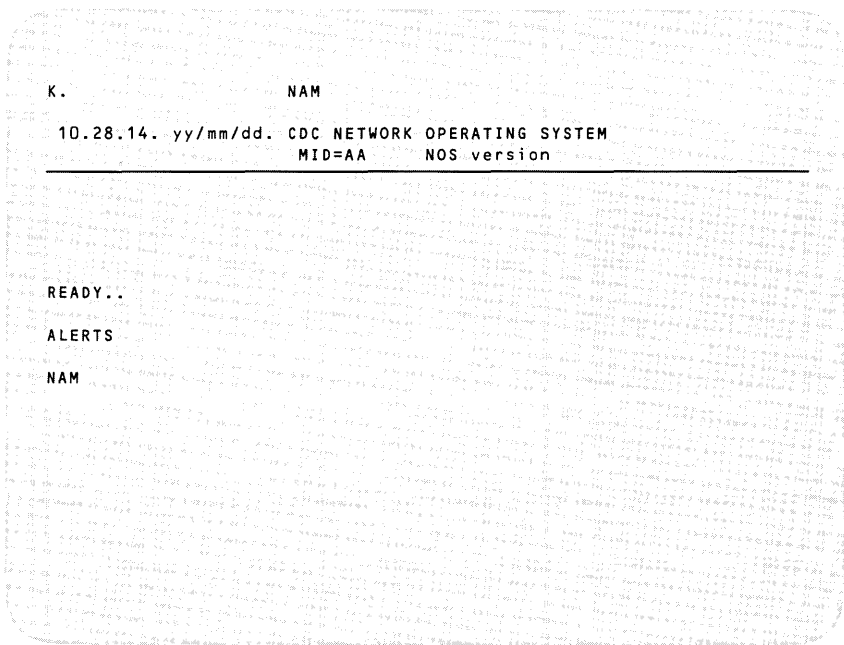 K. NAM
10.28.14. yy/mm/dd. CDC NETWORK OPERATING SYSTEM
MID=AA NOS version
READY..
ALERTS
NAM